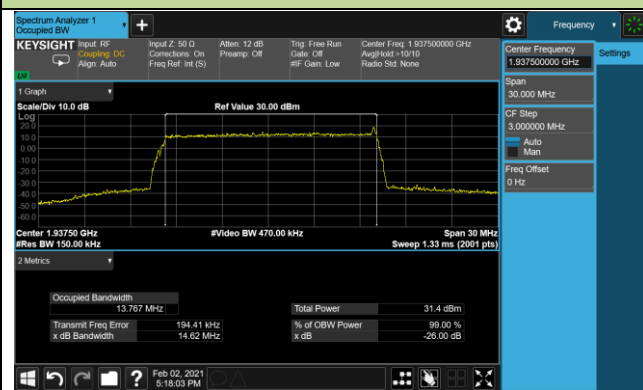 Spectrum Analyzer 1
Occupied BW
Frequency
KEYSIGHT
Input: RF
Coupling: DC
Align: Auto
Input Z: 50 Ω
Corrections: On
Freq Ref: Int (S)
Atten: 12 dB
Preamp: Off
Trig: Free Run
Gate: Off
#IF Gain: Low
Center Freq: 1.937500000 GHz
Avg|Hold:>10/10
Radio Std: None
LXI
Center Frequency
1.937500000 GHz
Settings
Span
30.000 MHz
CF Step
3.000000 MHz
Auto
Man
Freq Offset
0 Hz
1 Graph
Scale/Div 10.0 dB
Ref Value 30.00 dBm
Log
20.0
10.0
0.00
-10.0
-20.0
-30.0
-40.0
-50.0
-60.0
Center 1.93750 GHz
#Video BW 470.00 kHz
Span 30 MHz
#Res BW 150.00 kHz
Sweep 1.33 ms (2001 pts)
2 Metrics
Occupied Bandwidth
13.767 MHz
Total Power
31.4 dBm
Transmit Freq Error
194.41 kHz
% of OBW Power
99.00 %
x dB Bandwidth
14.62 MHz
x dB
-26.00 dB
Feb 02, 2021
5:18:03 PM